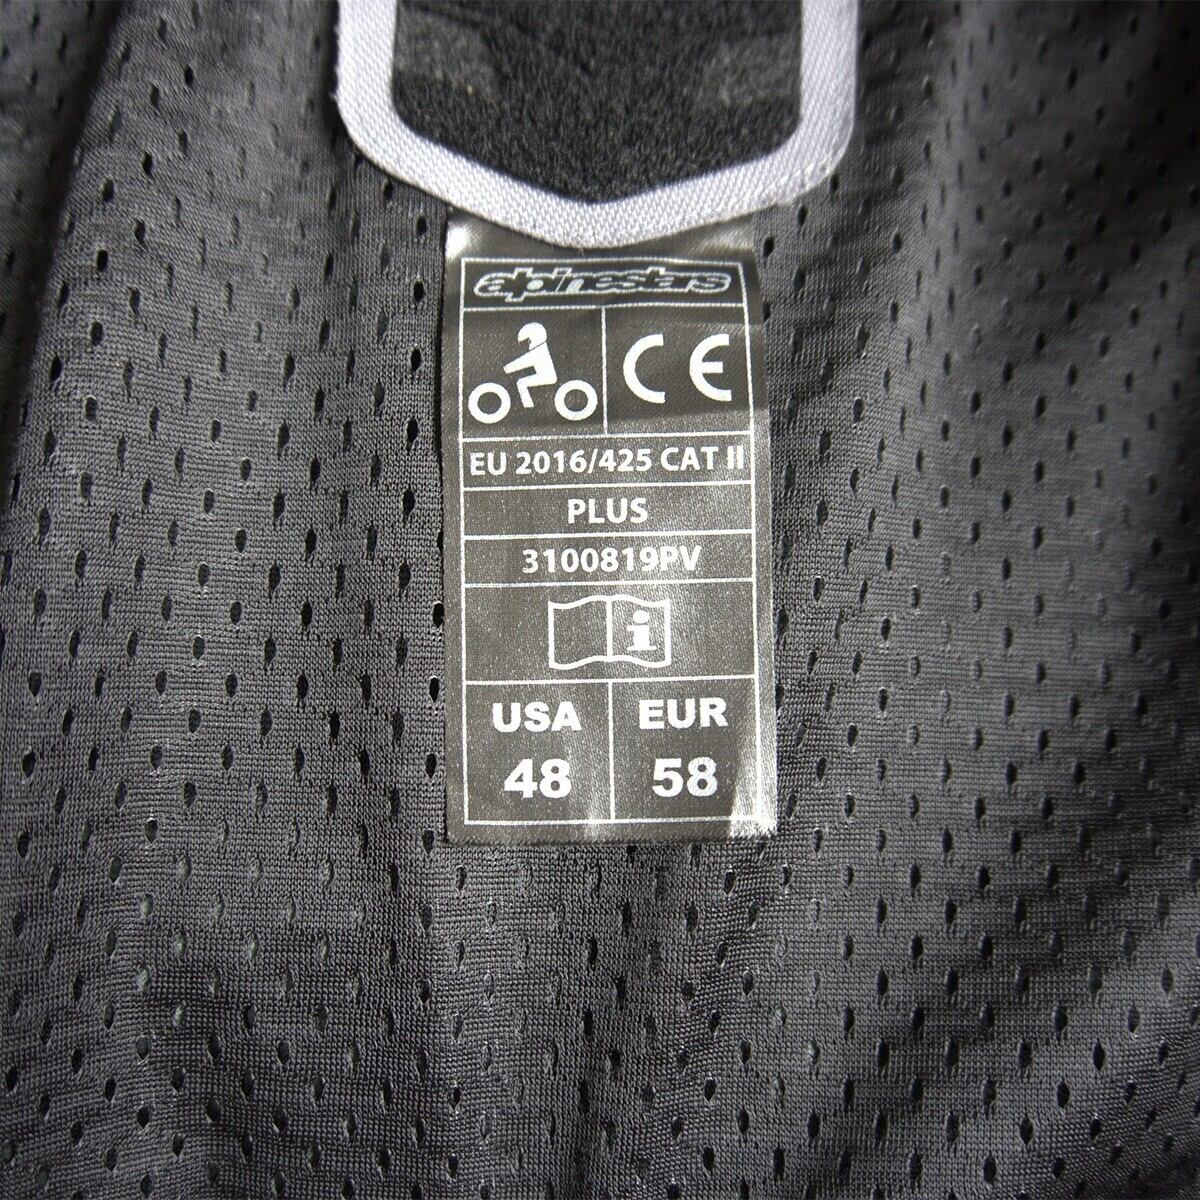 alpinestars
CE
EU 2016/425 CAT II
PLUS
3100819PV
i
USA EUR
48 58